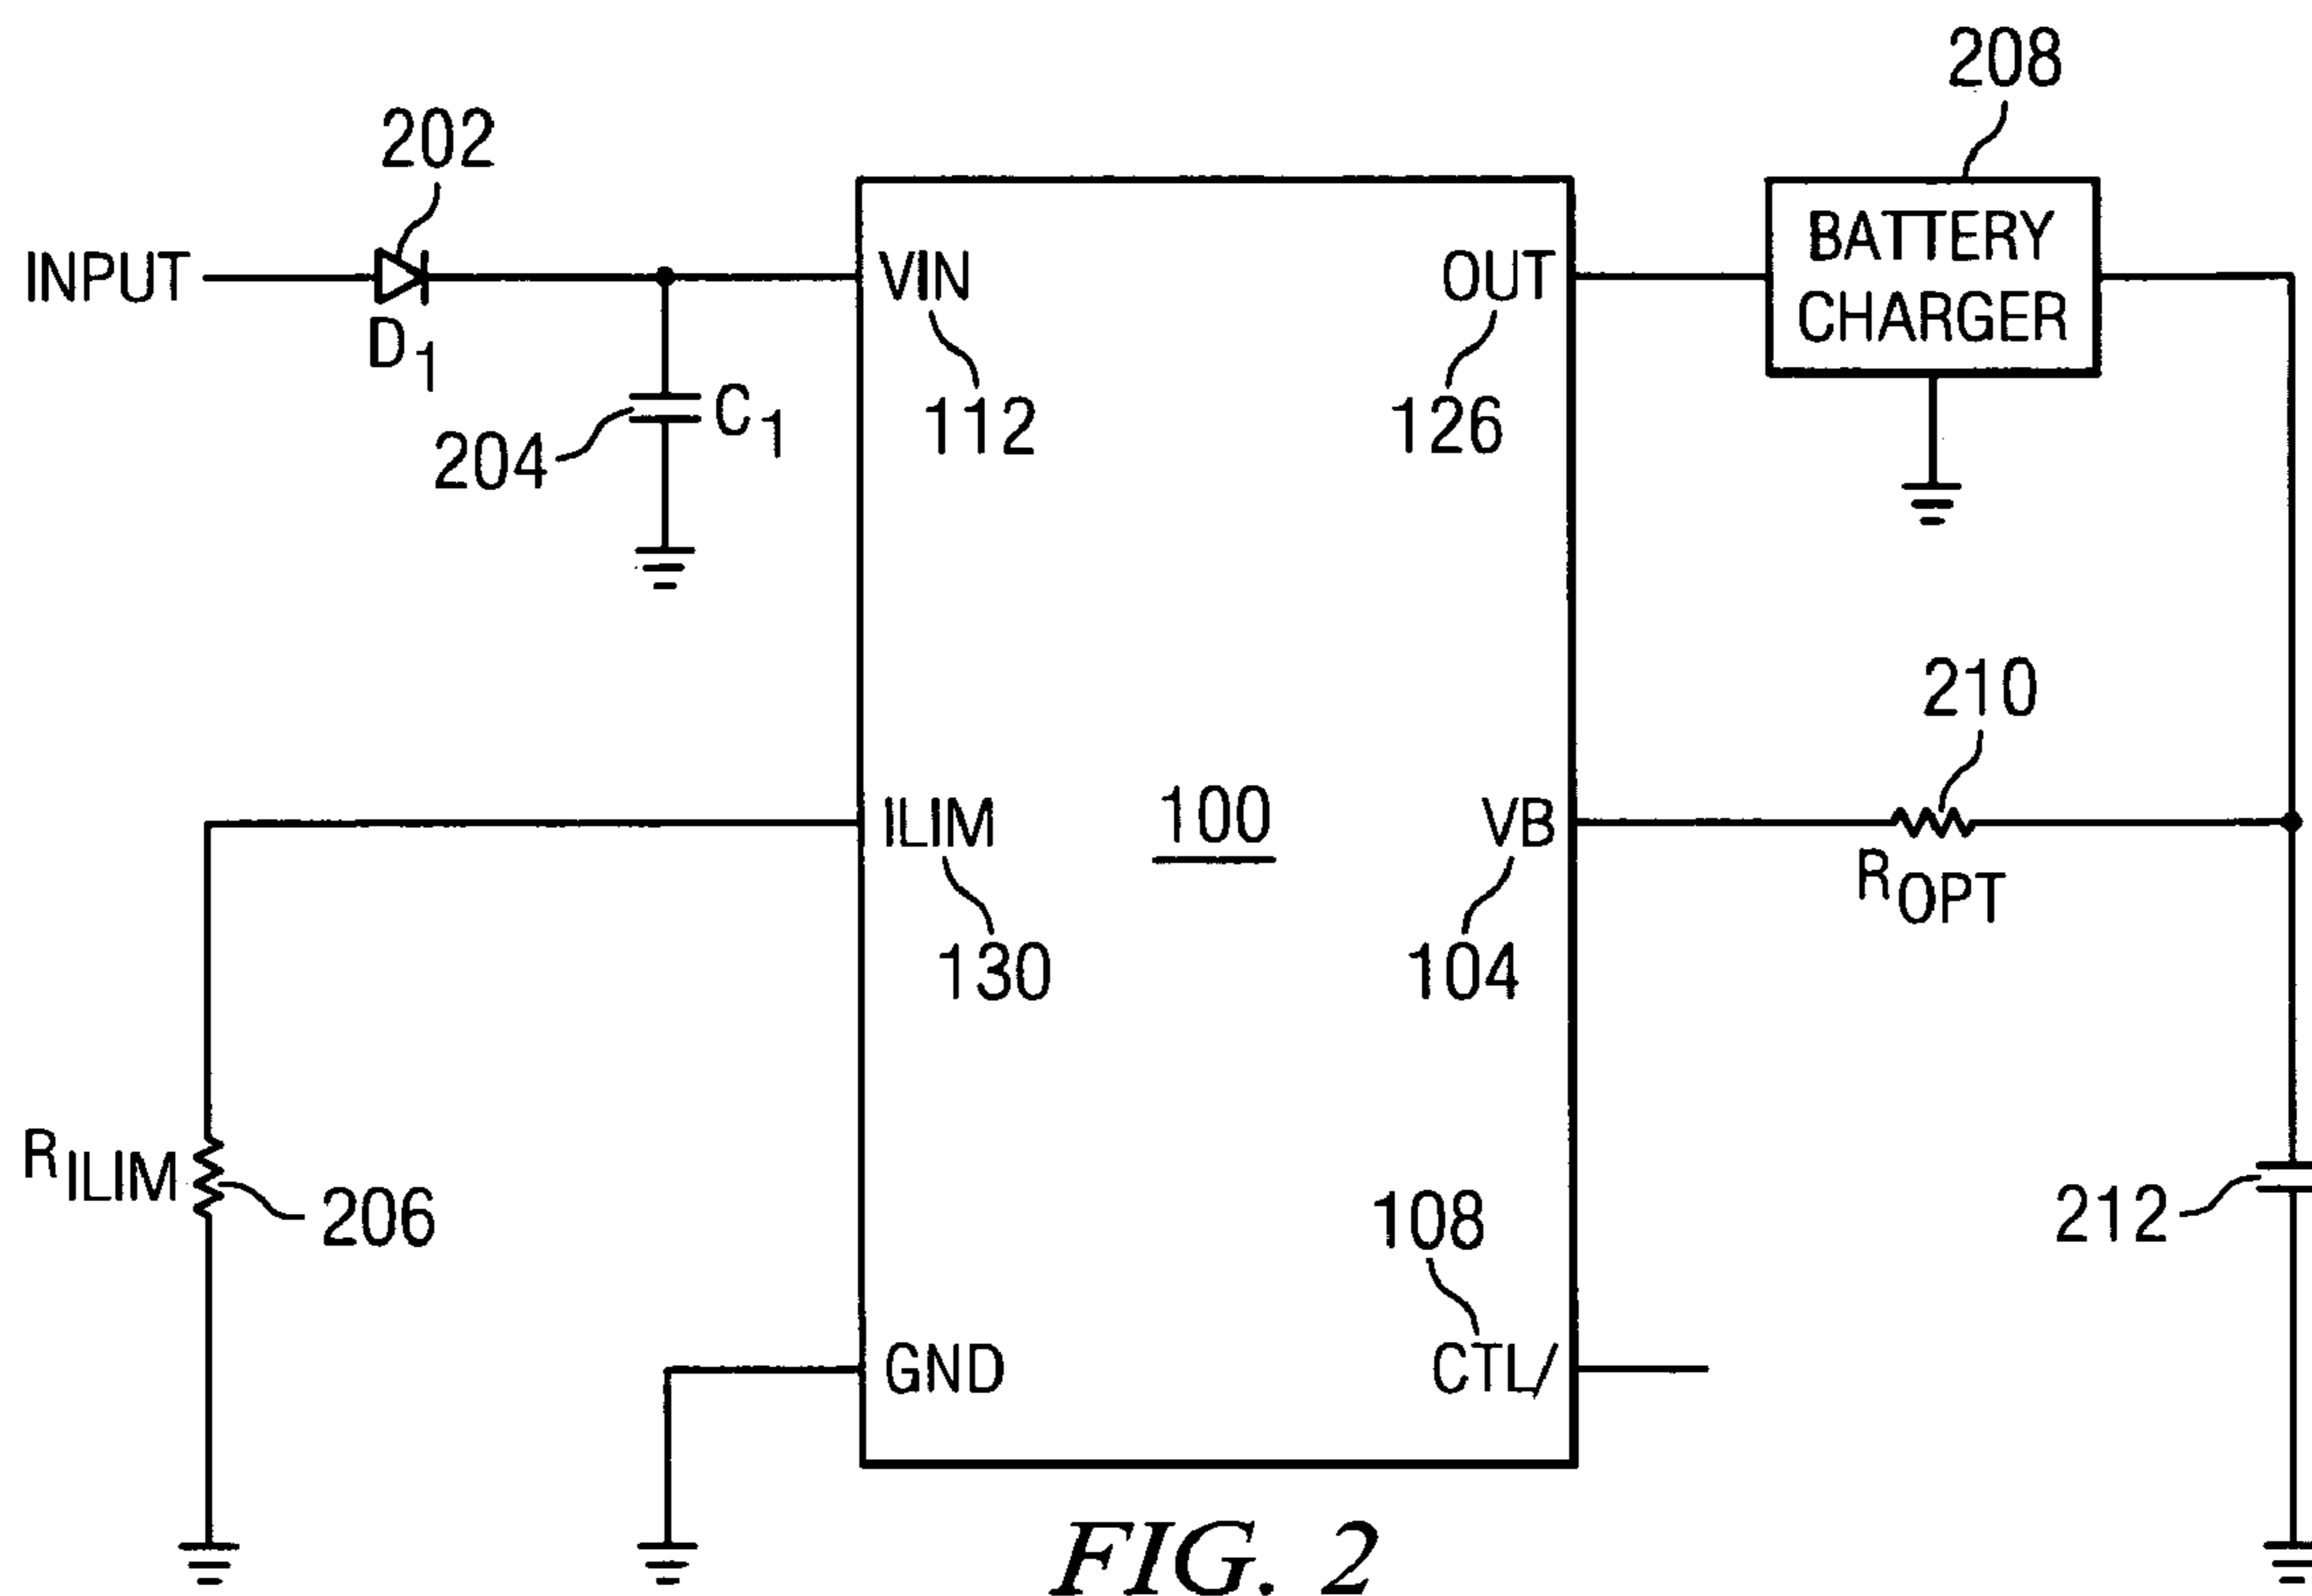 208
202
INPUT
D1
VIN
OUT
BATTERY
CHARGER
C1
204
112
126
210
ILIM
100
VB
ROPT
130
104
RILIM
206
108
212
GND
CTL/
FIG. 2